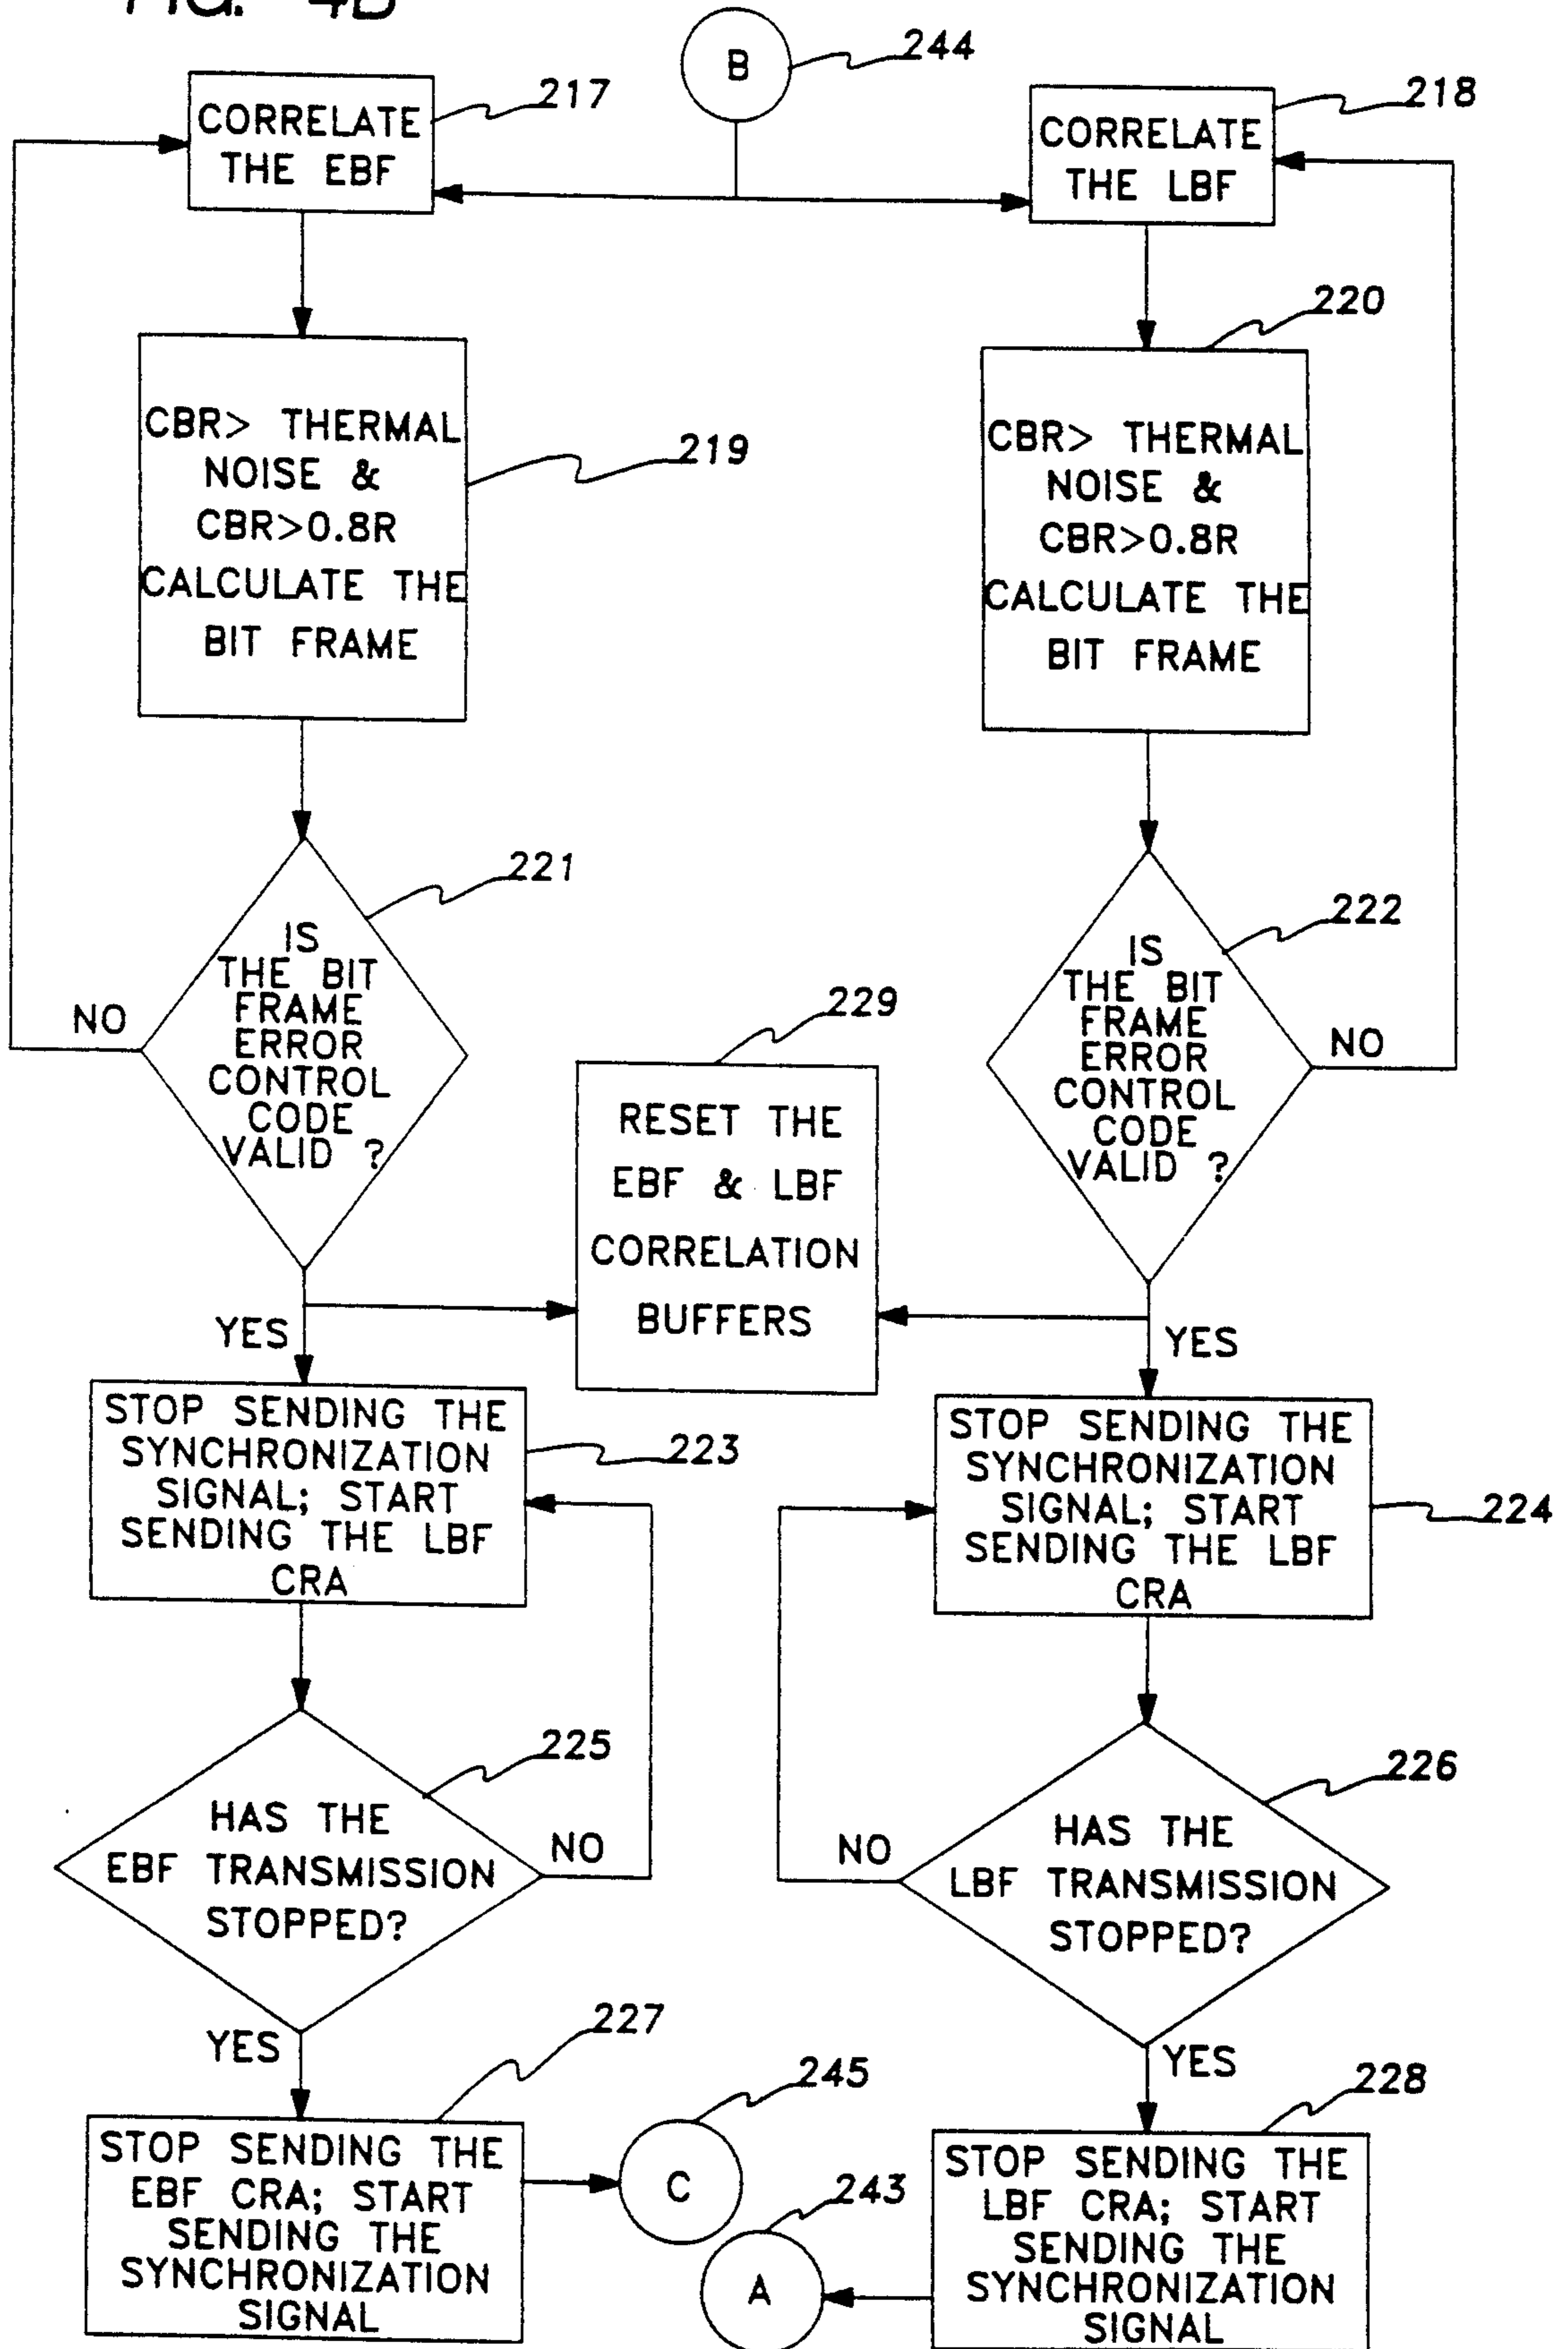 FIG. 4B
B
244
CORRELATE
THE EBF
217
CORRELATE
THE LBF
218
CBR> THERMAL
NOISE &
CBR>0.8R
CALCULATE THE
BIT FRAME
219
CBR> THERMAL
NOISE &
CBR>0.8R
CALCULATE THE
BIT FRAME
220
IS
THE BIT
FRAME
ERROR
CONTROL
CODE
VALID ?
221
NO
YES
IS
THE BIT
FRAME
ERROR
CONTROL
CODE
VALID ?
222
NO
YES
RESET THE
EBF & LBF
CORRELATION
BUFFERS
229
STOP SENDING THE
SYNCHRONIZATION
SIGNAL; START
SENDING THE LBF
CRA
223
STOP SENDING THE
SYNCHRONIZATION
SIGNAL; START
SENDING THE LBF
CRA
224
HAS THE
EBF TRANSMISSION
STOPPED?
225
NO
YES
HAS THE
LBF TRANSMISSION
STOPPED?
226
NO
YES
STOP SENDING THE
EBF CRA; START
SENDING THE
SYNCHRONIZATION
SIGNAL
227
C
245
A
243
STOP SENDING THE
LBF CRA; START
SENDING THE
SYNCHRONIZATION
SIGNAL
228